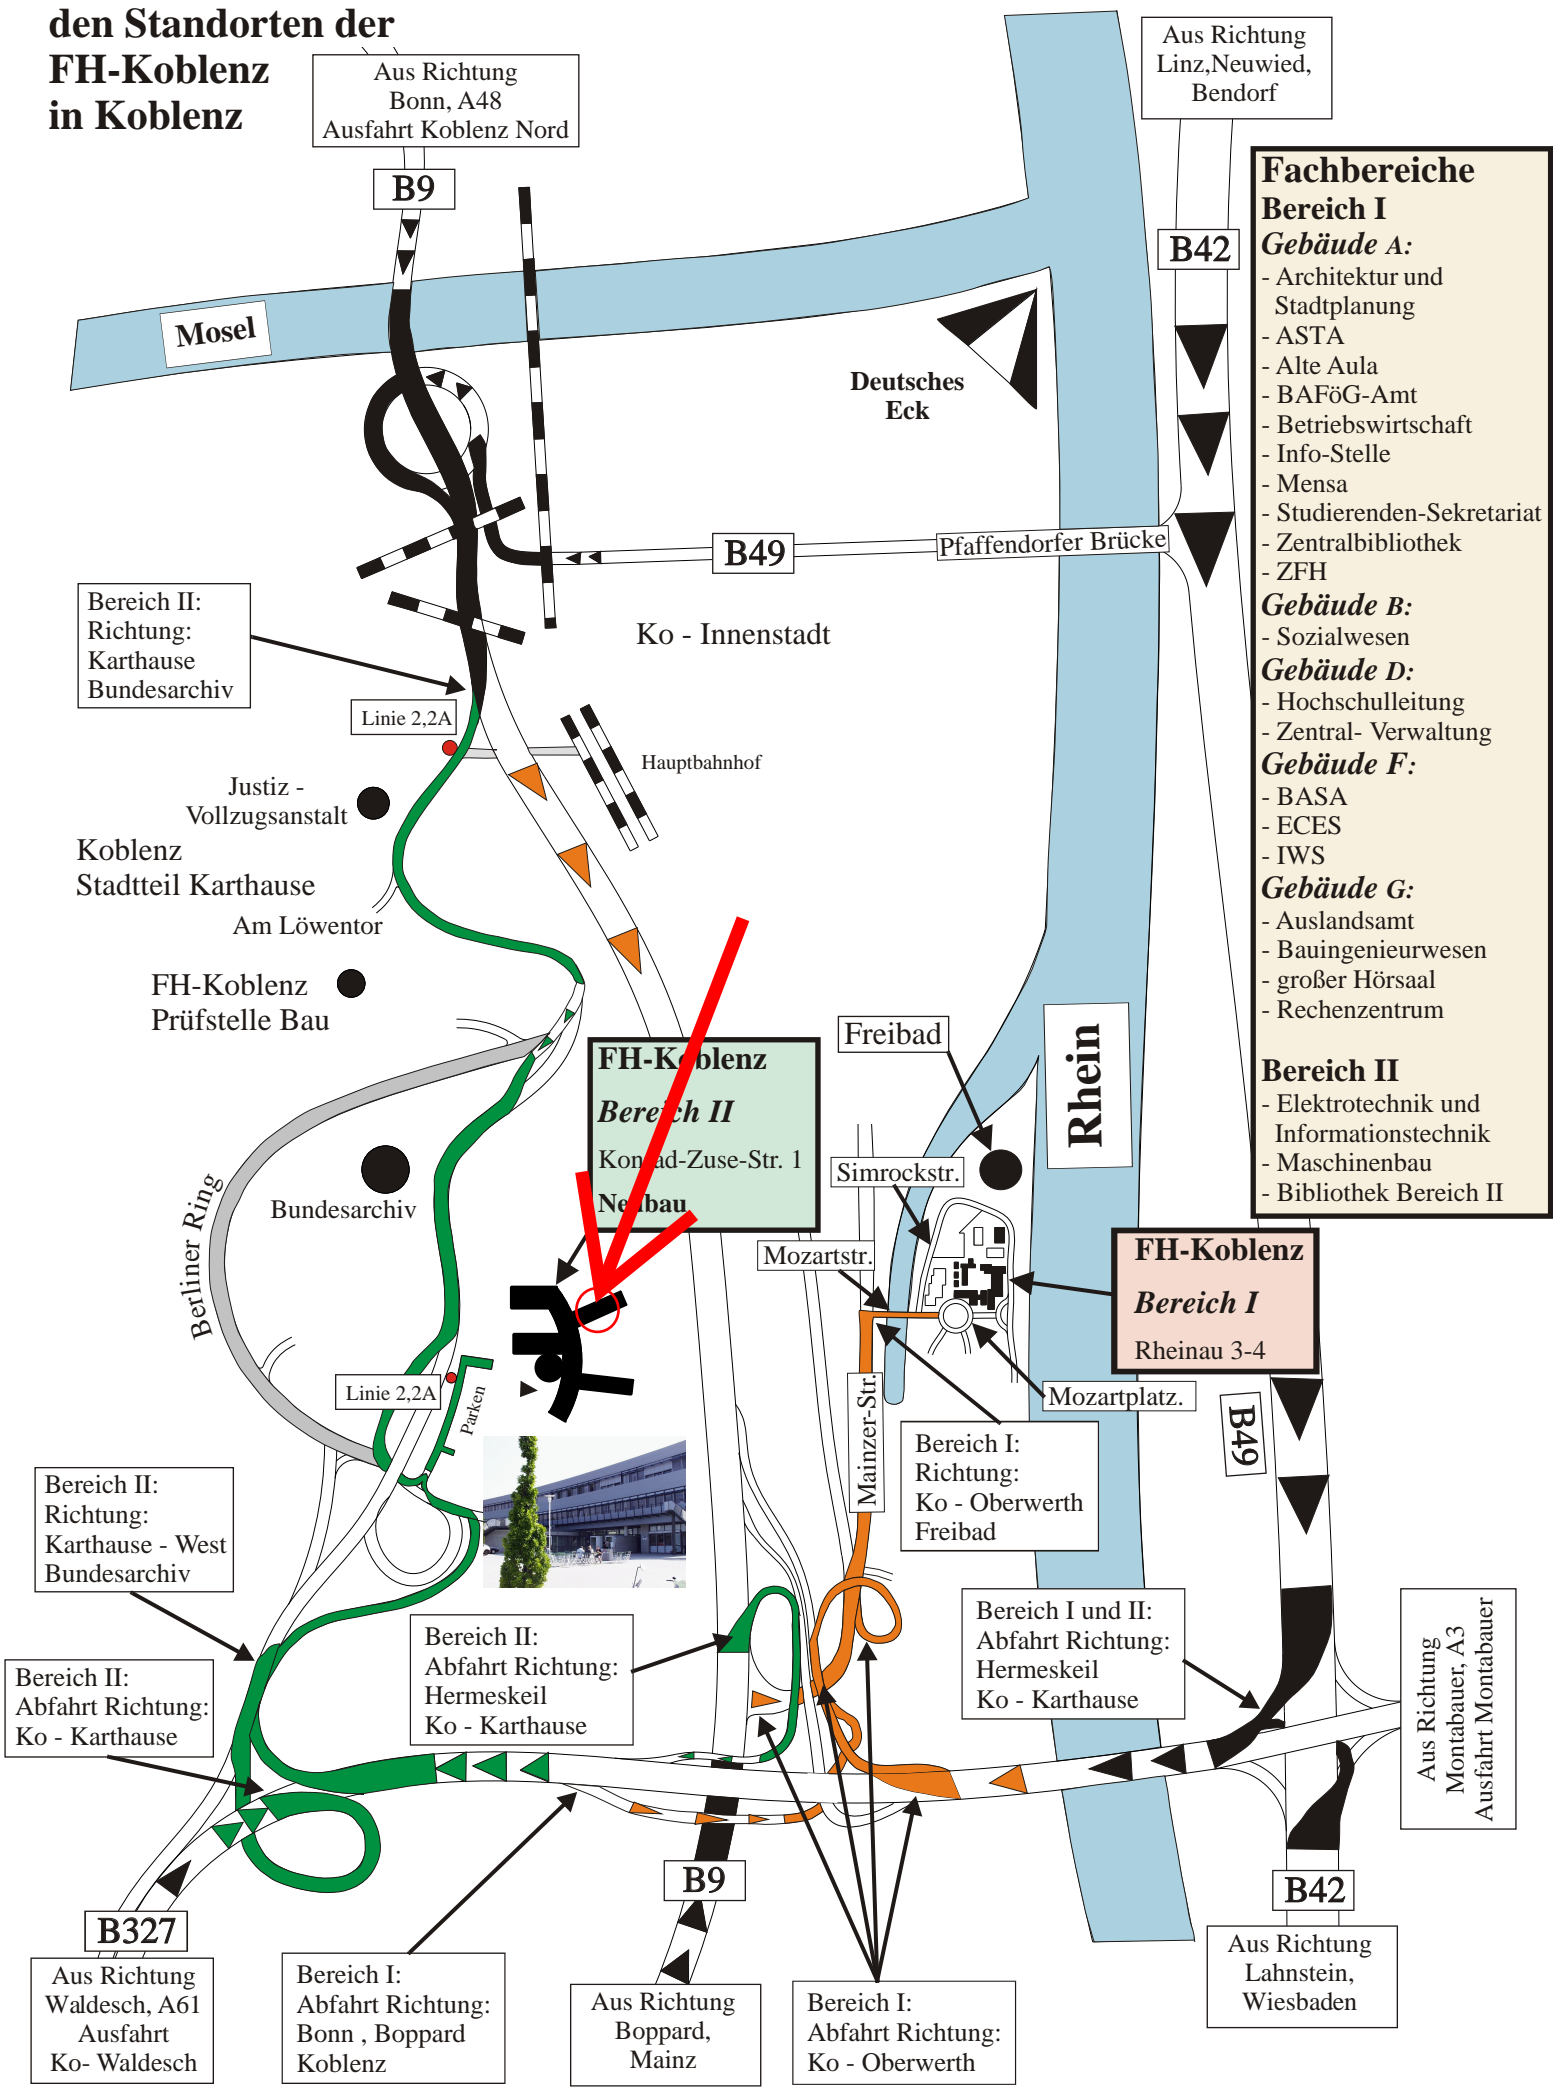 den Standorten der
FH-Koblenz
in Koblenz
Aus Richtung
Bonn, A48
Ausfahrt Koblenz Nord
B9
Aus Richtung
Linz,Neuwied,
Bendorf
B42
Mosel
Deutsches
Eck
B49
Pfaffendorfer Brücke
Ko - Innenstadt
Bereich II:
Richtung:
Karthause
Bundesarchiv
Linie 2,2A
Hauptbahnhof
Justiz -
Vollzugsanstalt
Koblenz
Stadtteil Karthause
Am Löwentor
FH-Koblenz
Prüfstelle Bau
Fachbereiche
Bereich I
Gebäude A:
- Architektur und
Stadtplanung
- ASTA
- Alte Aula
- BAFöG-Amt
- Betriebswirtschaft
- Info-Stelle
- Mensa
- Studierenden-Sekretariat
- Zentralbibliothek
- ZFH
Gebäude B:
- Sozialwesen
Gebäude D:
- Hochschulleitung
- Zentral- Verwaltung
Gebäude F:
- BASA
- ECES
- IWS
Gebäude G:
- Auslandsamt
- Bauingenieurwesen
- großer Hörsaal
- Rechenzentrum
Bereich II
- Elektrotechnik und
Informationstechnik
- Maschinenbau
- Bibliothek Bereich II
FH-Koblenz
Bereich II
Konrad-Zuse-Str. 1
Neubau
Freibad
Rhein
Simrockstr.
Mozartstr.
Bundesarchiv
Berliner Ring
FH-Koblenz
Bereich I
Rheinau 3-4
Mozartplatz.
Linie 2,2A
Parken
Mainzer-Str.
B49
Bereich I:
Richtung:
Ko - Oberwerth
Freibad
Bereich II:
Richtung:
Karthause - West
Bundesarchiv
Bereich II:
Abfahrt Richtung:
Ko - Karthause
Bereich II:
Abfahrt Richtung:
Hermeskeil
Ko - Karthause
Bereich I und II:
Abfahrt Richtung:
Hermeskeil
Ko - Karthause
Aus Richtung
Montabauer, A3
Ausfahrt Montabauer
B9
B42
B327
Aus Richtung
Waldesch, A61
Ausfahrt
Ko- Waldesch
Bereich I:
Abfahrt Richtung:
Bonn , Boppard
Koblenz
Aus Richtung
Boppard,
Mainz
Bereich I:
Abfahrt Richtung:
Ko - Oberwerth
Aus Richtung
Lahnstein,
Wiesbaden